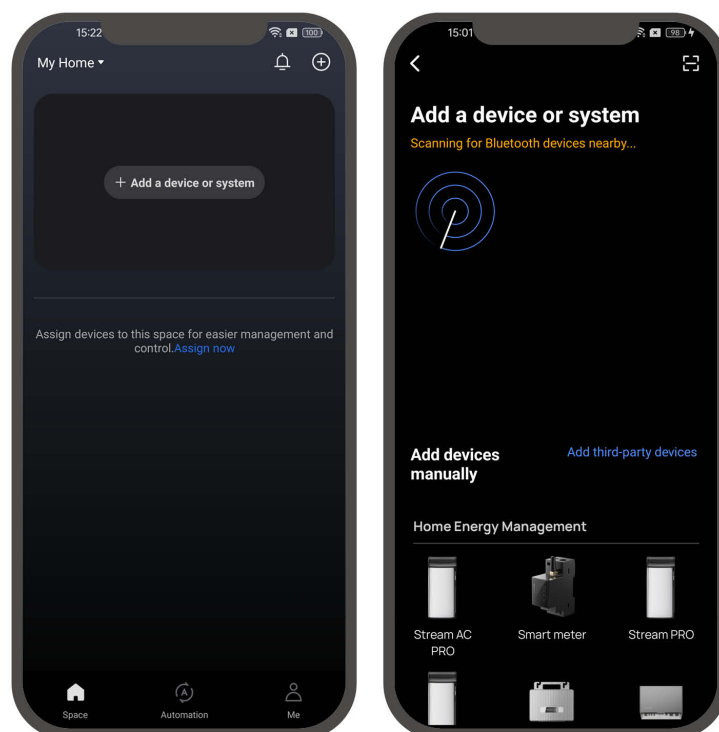 15:22
100
My Home
+ Add a device or system
Assign devices to this space for easier management and
control.Assign now
Space
Automation
Me
15:01
98
Add a device or system
Scanning for Bluetooth devices nearby...
Add devices
manually
Add third-party devices
Home Energy Management
Stream AC
PRO
Smart meter
Stream PRO